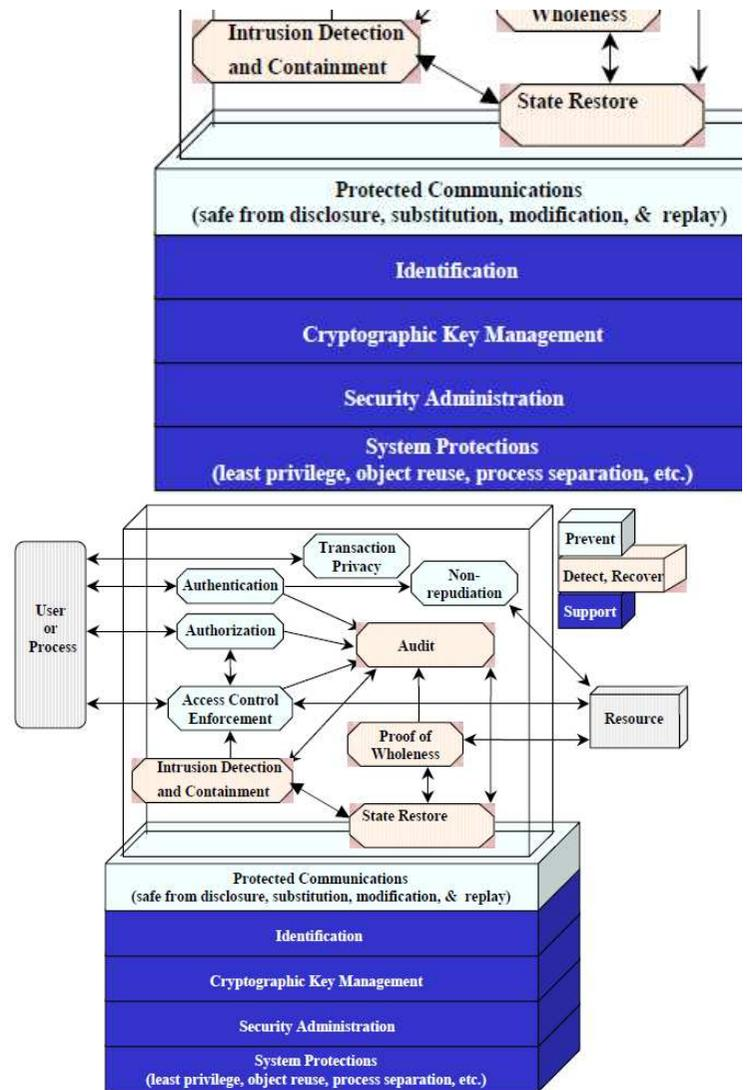 Wholeness
Intrusion Detection
and Containment
State Restore
Protected Communications
(safe from disclosure, substitution, modification, & replay)
Identification
Cryptographic Key Management
Security Administration
System Protections
(least privilege, object reuse, process separation, etc.)
Prevent
Detect, Recover
Support
User
or
Process
Transaction
Privacy
Authentication
Non-
repudiation
Authorization
Audit
Access Control
Enforcement
Resource
Proof of
Wholeness
Intrusion Detection
and Containment
State Restore
Protected Communications
(safe from disclosure, substitution, modification, & replay)
Identification
Cryptographic Key Management
Security Administration
System Protections
(least privilege, object reuse, process separation, etc.)